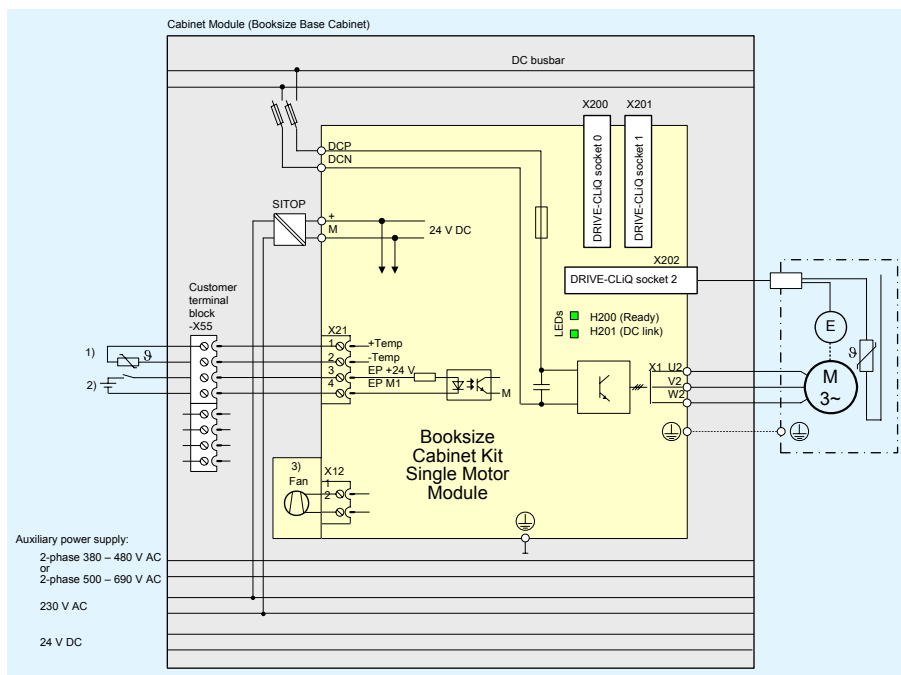 Cabinet Module (Booksize Base Cabinet)
DC busbar
X200
X201
DRIVE-CLiQ socket 0
DRIVE-CLiQ socket 1
DCP
DCN
SITOP
+
M
24 V DC
X202
DRIVE-CLiQ socket 2
Customer
terminal
block
-X55
LEDs
H200 (Ready)
H201 (DC link)
E
ϑ
M
3~
X21
1
+Temp
2
-Temp
3
EP +24 V
4
EP M1
M
1)
ϑ
2)
X1
U2
V2
W2
Booksize
Cabinet Kit
Single Motor
Module
3)
Fan
X12
1
2
Auxiliary power supply:
2-phase 380 – 480 V AC
or
2-phase 500 – 690 V AC
230 V AC
24 V DC